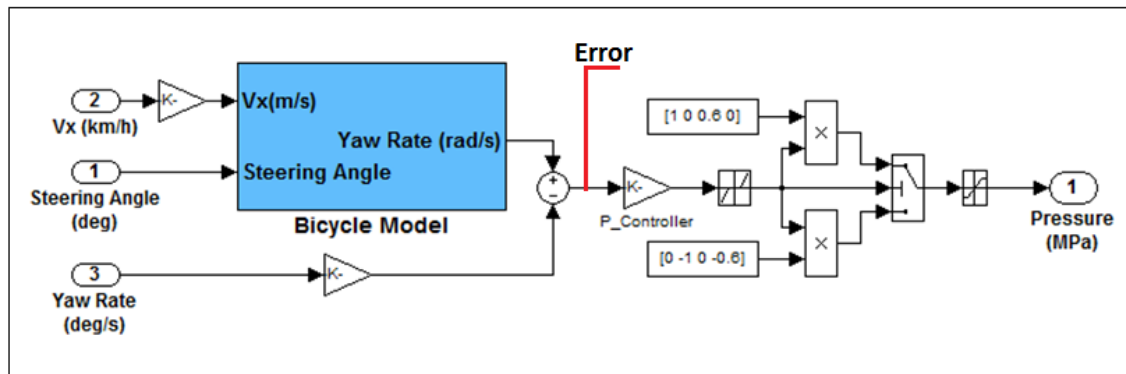 Error
2
Vx (km/h)
K-
Vx(m/s)
Yaw Rate (rad/s)
1
Steering Angle
(deg)
Steering Angle
Bicycle Model
3
Yaw Rate
(deg/s)
K-
+
−
K-
P_Controller
[1 0 0.6 0]
×
[0 -1 0 -0.6]
×
1
Pressure
(MPa)